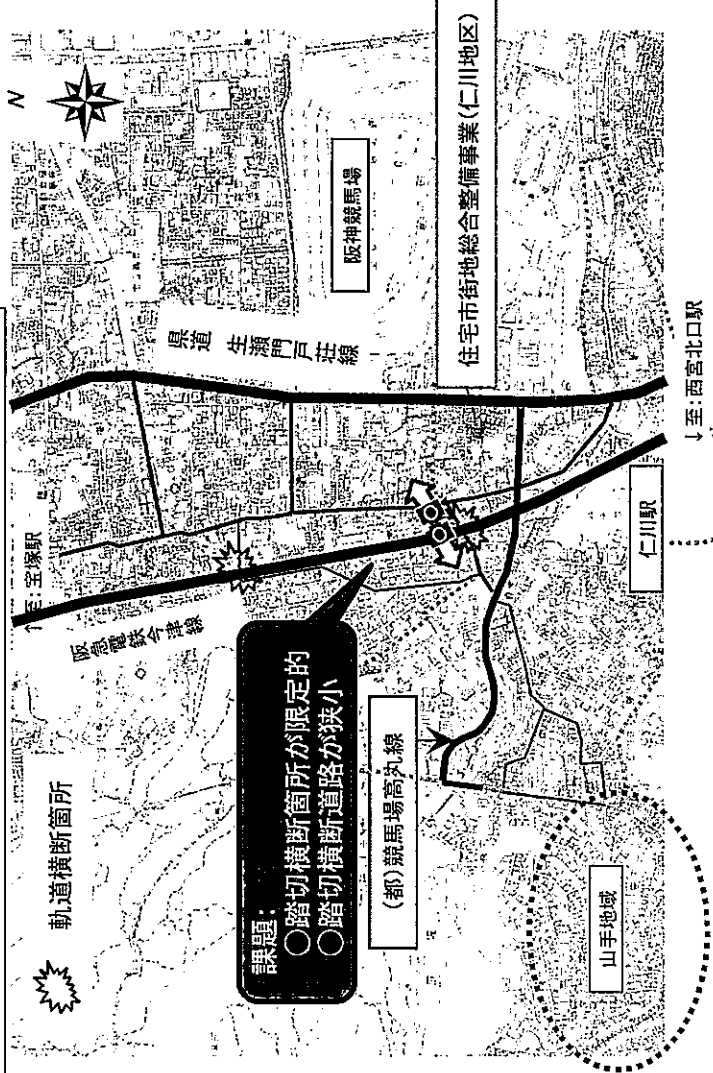 N
軌道横断箇所
↑至:宝塚駅
阪急電鉄今津線
県道 生瀬門戸荘線
阪神競馬場
課題:
○踏切横断箇所が限定的
○踏切横断道路が狭小
(都)競馬場高丸線
住宅市街地総合整備事業(仁川地区)
山手地域
仁川駅
↓至:西宮北口駅